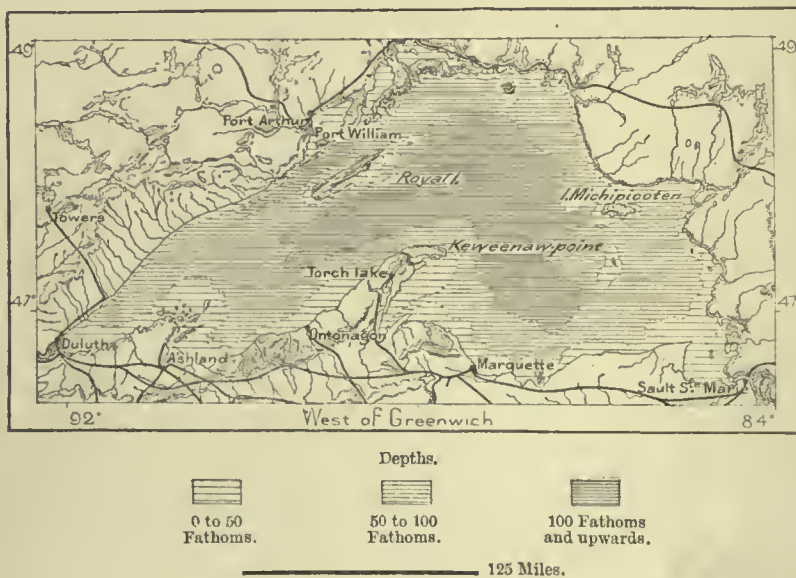 49°
49
Port Arthur
Port William
Royal I.
I. Michipicoten
Towers
Keweenaw-point
Torch lake
47°
47
Duluth
Ashland
Ontonagon
Marquette
Sault Ste Mar
92°
West of Greenwich
84°
Depths.
0 to 50
Fathoms.
50 to 100
Fathoms.
100 Fathoms
and upwards.
125 Miles.